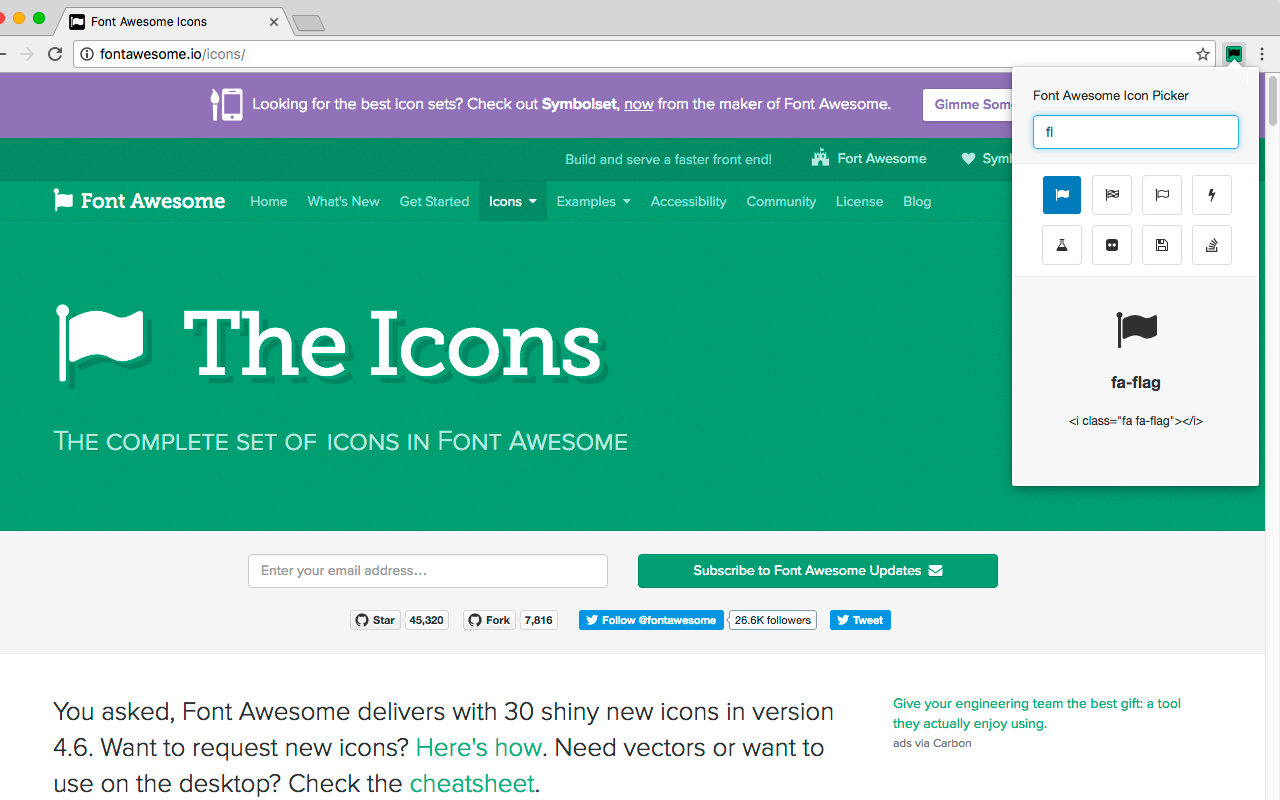 Font Awesome Icons
fontawesome.io/icons/
Looking for the best icon sets? Check out Symbolset, now from the maker of Font Awesome.
Gimme Som
Build and serve a faster front end!
Fort Awesome
Symb
Font Awesome
Home
What's New
Get Started
Icons
Examples
Accessibility
Community
License
Blog
The Icons
The complete set of icons in Font Awesome
Font Awesome Icon Picker
fl
fa-flag
<i class="fa fa-flag"></i>
Enter your email address...
Subscribe to Font Awesome Updates
Star
45,320
Fork
7,816
Follow @fontawesome
26.6K followers
Tweet
You asked, Font Awesome delivers with 30 shiny new icons in version
4.6. Want to request new icons? Here's how. Need vectors or want to
use on the desktop? Check the cheatsheet.
Give your engineering team the best gift: a tool
they actually enjoy using.
ads via Carbon